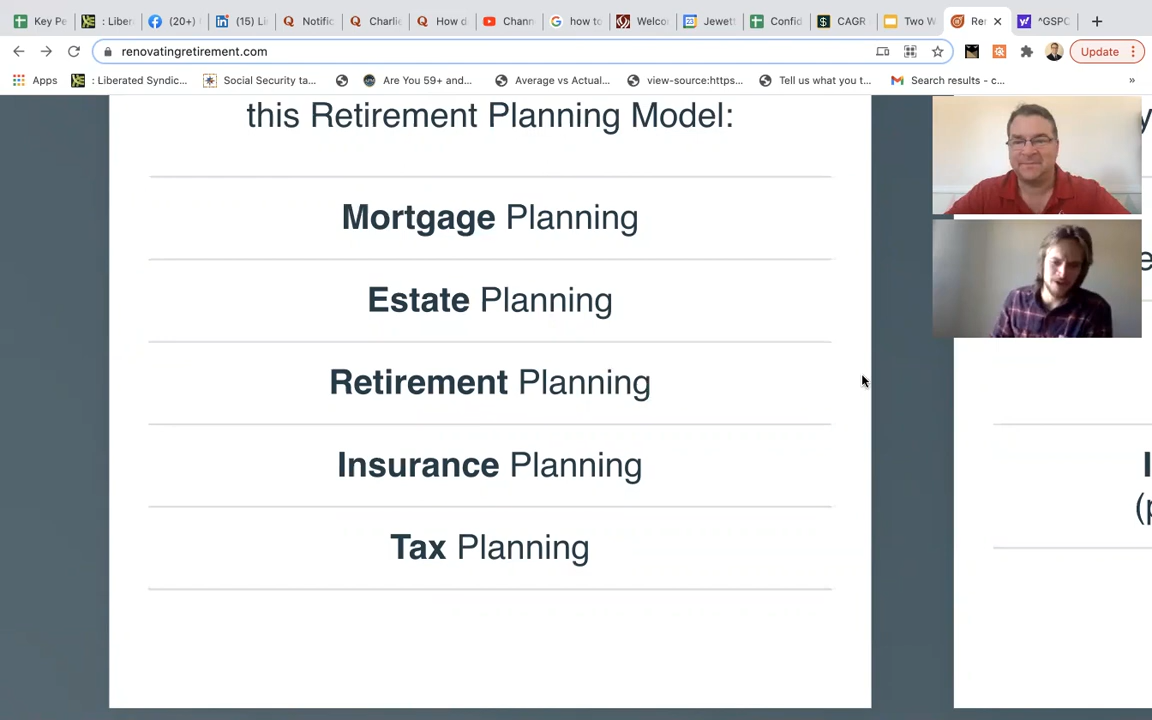 Key Pe
: Liber
(20+)
(15) Li
Notific
Charlie
How d
Chann
how to
Welco
Jewett
Confid
CAGR
Two W
Re
^GSPC
renovatingretirement.com
Update
Apps
: Liberated Syndic...
Social Security ta...
Are You 59+ and...
Average vs Actual...
view-source:https...
Tell us what you t...
Search results - c...
»
this Retirement Planning Model:
Mortgage Planning
Estate Planning
Retirement Planning
Insurance Planning
Tax Planning